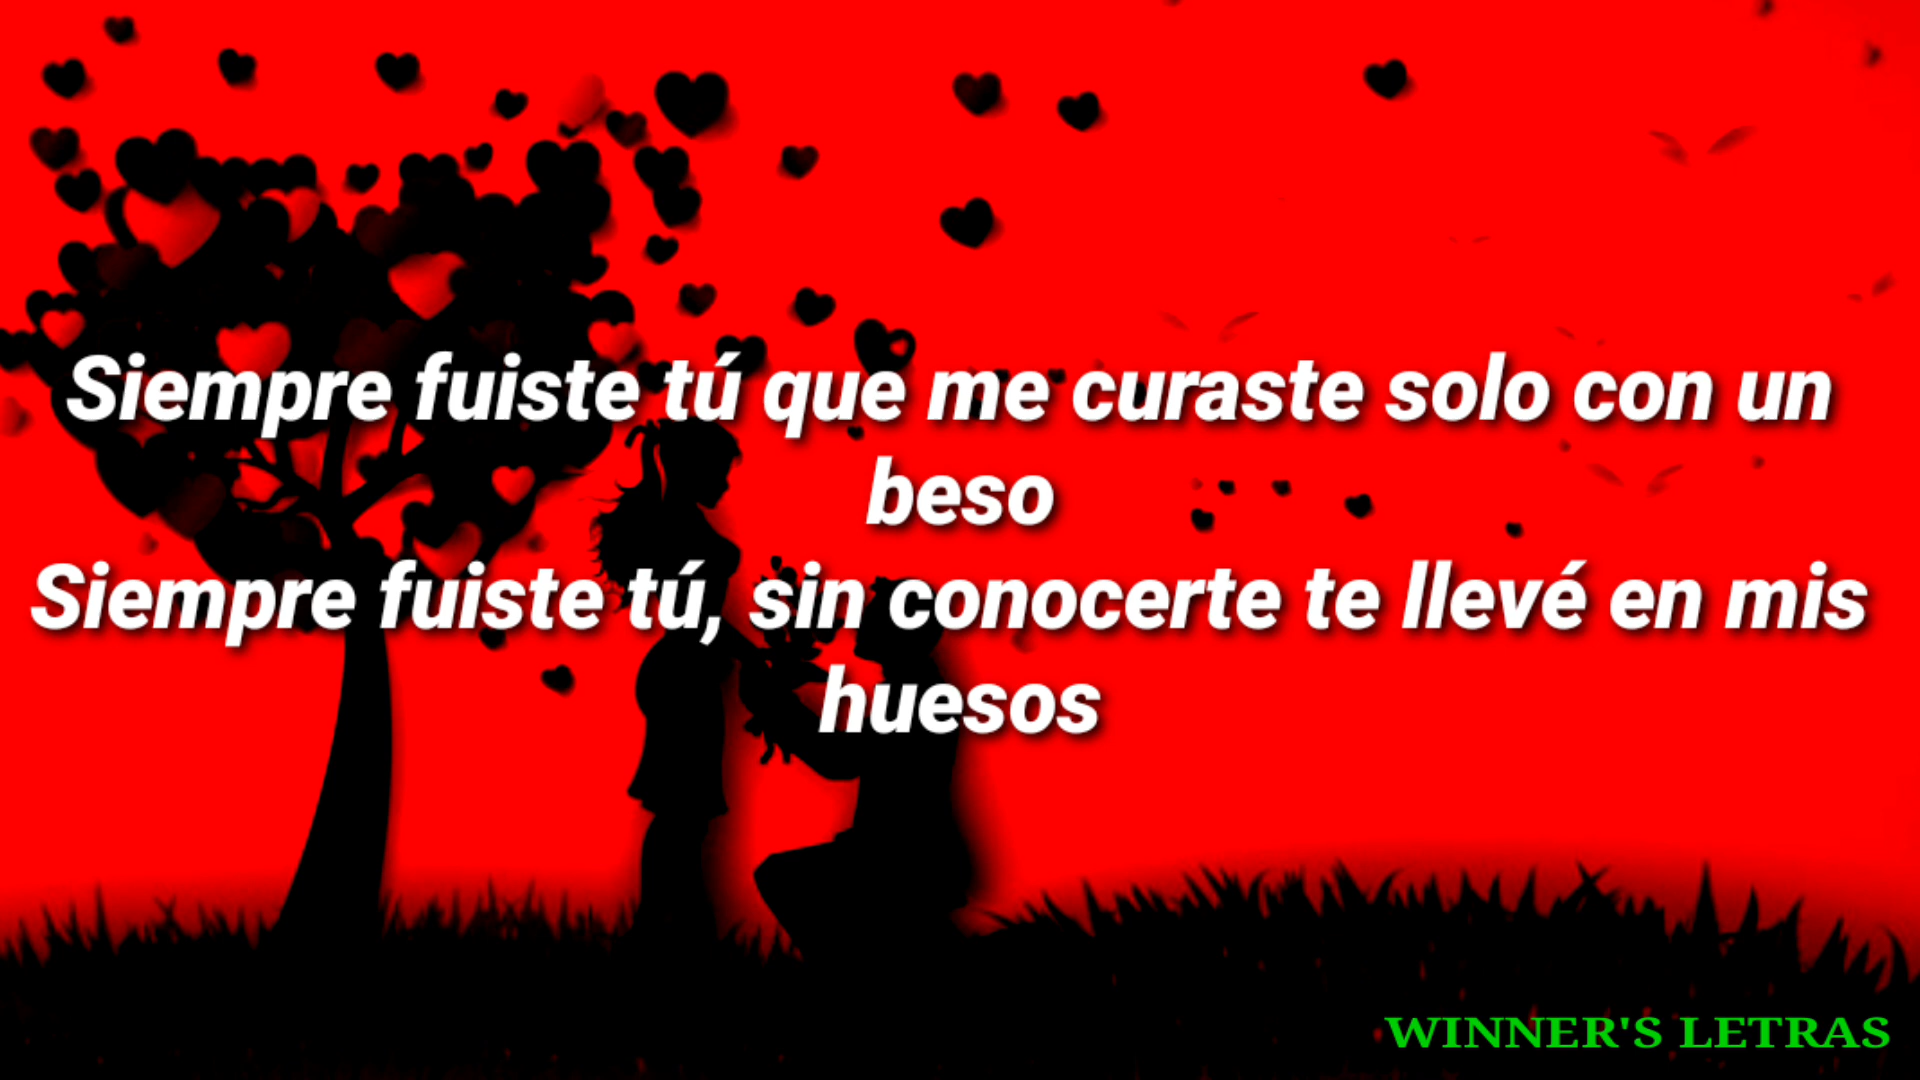 Siempre fuiste tú que me curaste solo con un
beso
Siempre fuiste tú, sin conocerte te llevé en mis
huesos
WINNER'S LETRAS